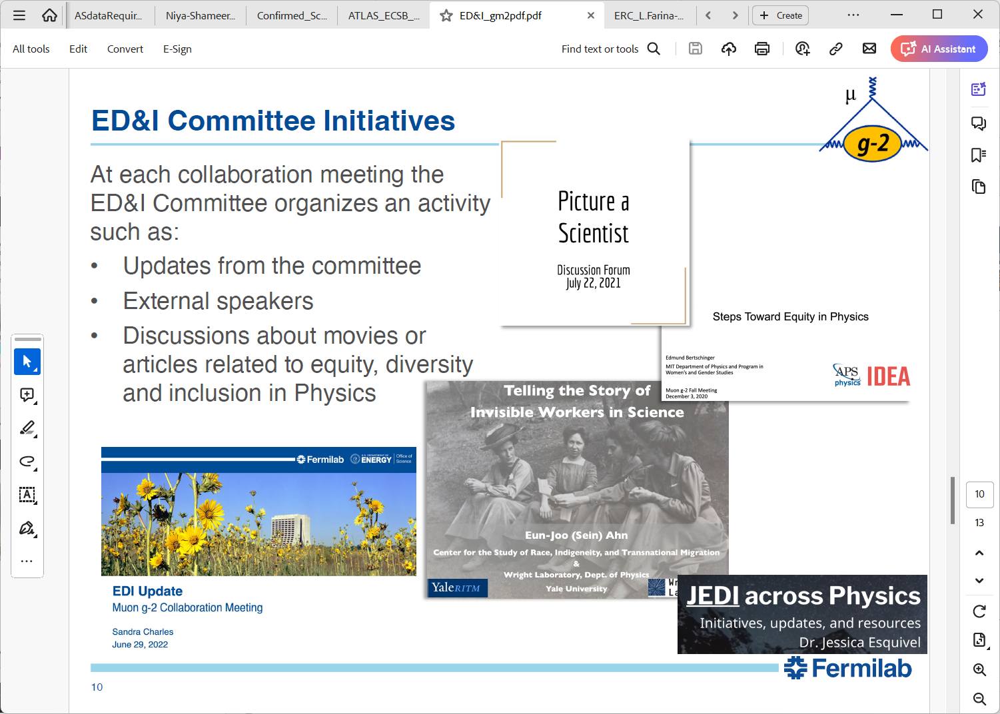 ASdataRequir...
Niya-Shameer...
Confirmed_Sc...
ATLAS_ECSB_...
ED&I_gm2pdf.pdf
ERC_L.Farina-...
Create
All tools
Edit
Convert
E-Sign
Find text or tools
AI Assistant
ED&I Committee Initiatives
μ
g-2
At each collaboration meeting the
ED&I Committee organizes an activity
such as:
• Updates from the committee
• External speakers
• Discussions about movies or
articles related to equity, diversity
and inclusion in Physics
Picture a
Scientist
Discussion Forum
July 22, 2021
Steps Toward Equity in Physics
Edmund Bertschinger
MIT Department of Physics and Program in
Women's and Gender Studies
Muon g-2 Fall Meeting
December 3, 2020
APS
physics
IDEA
Telling the Story of
Invisible Workers in Science
Eun-Joo (Sein) Ahn
Center for the Study of Race, Indigeneity, and Transnational Migration
&
Wright Laboratory, Dept. of Physics
Yale University
Yale RITM
Wr
La
Fermilab
U.S. DEPARTMENT OF
ENERGY
Office of
Science
EDI Update
Muon g-2 Collaboration Meeting
Sandra Charles
June 29, 2022
JEDI across Physics
Initiatives, updates, and resources
Dr. Jessica Esquivel
Fermilab
10
10
13